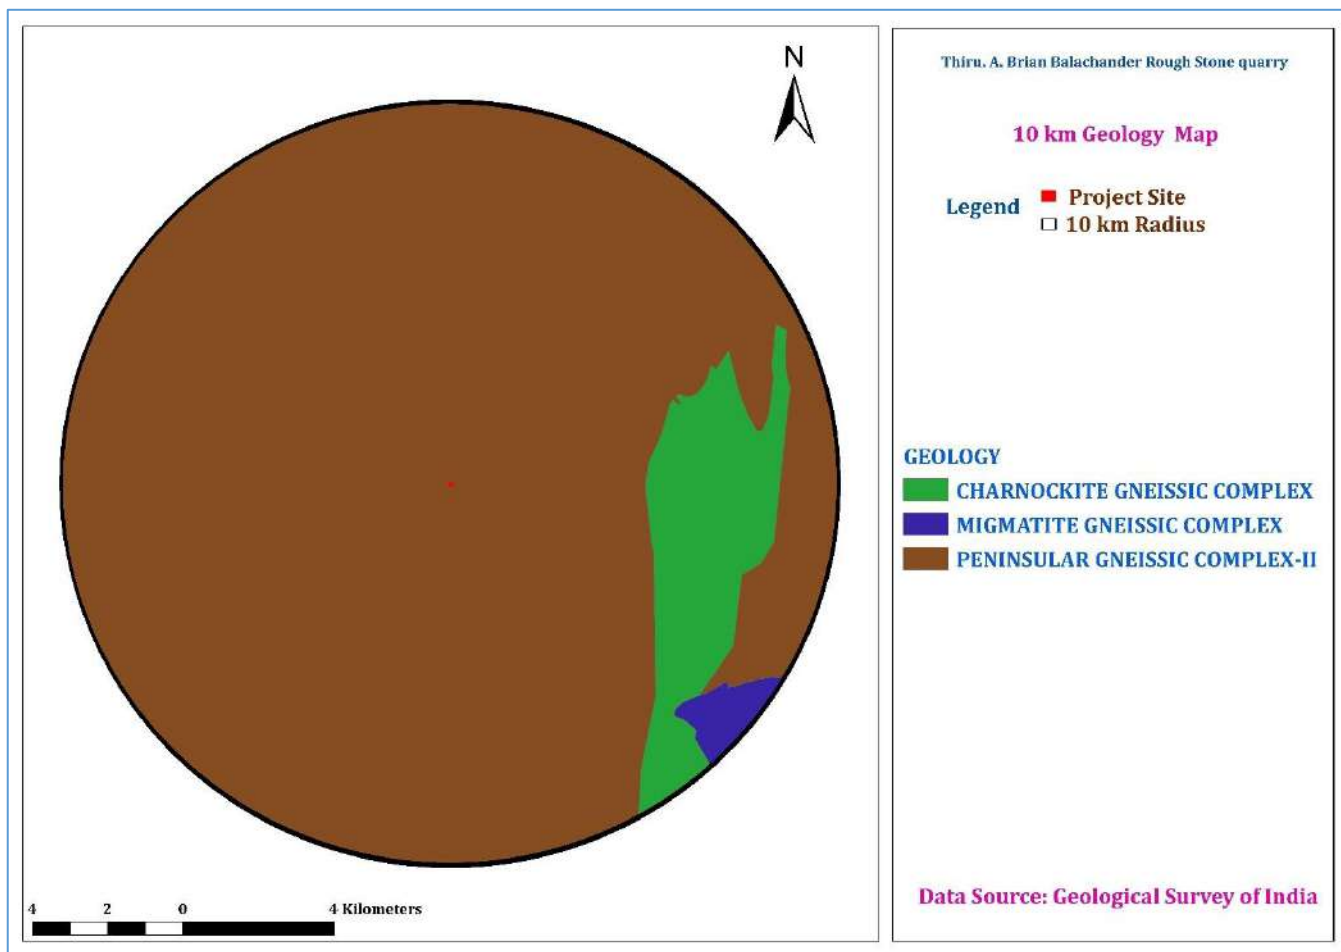 N
Thiru. A. Brian Balachander Rough Stone quarry
10 km Geology Map
Legend
Project Site
10 km Radius
GEOLOGY
CHARNOCKITE GNEISSIC COMPLEX
MIGMATITE GNEISSIC COMPLEX
PENINSULAR GNEISSIC COMPLEX-II
4 2 0 4 Kilometers
Data Source: Geological Survey of India